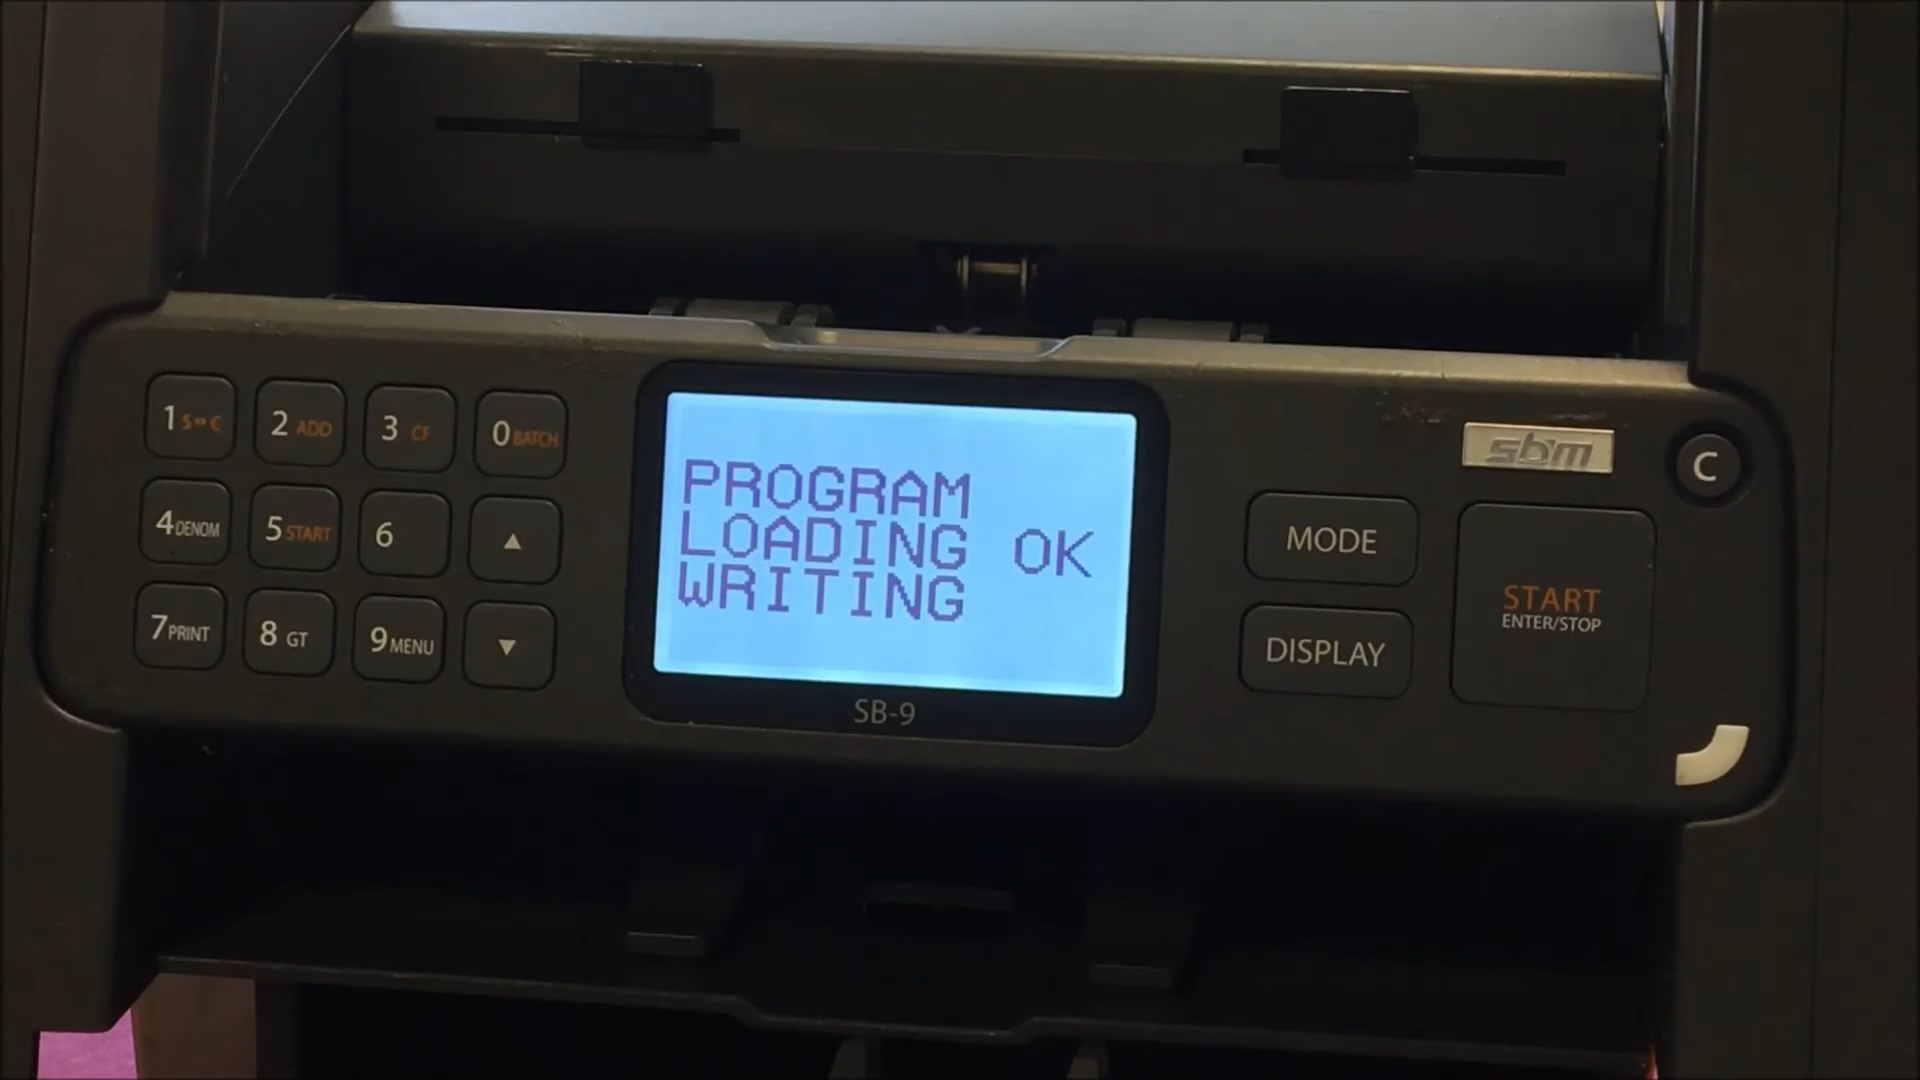 1 $↔€
2 ADD
3 CF
0 BATCH
4 DENOM
5 START
6
▲
7 PRINT
8 GT
9 MENU
▼
PROGRAM
LOADING OK
WRITING
SB-9
MODE
DISPLAY
sbm
C
START
ENTER/STOP